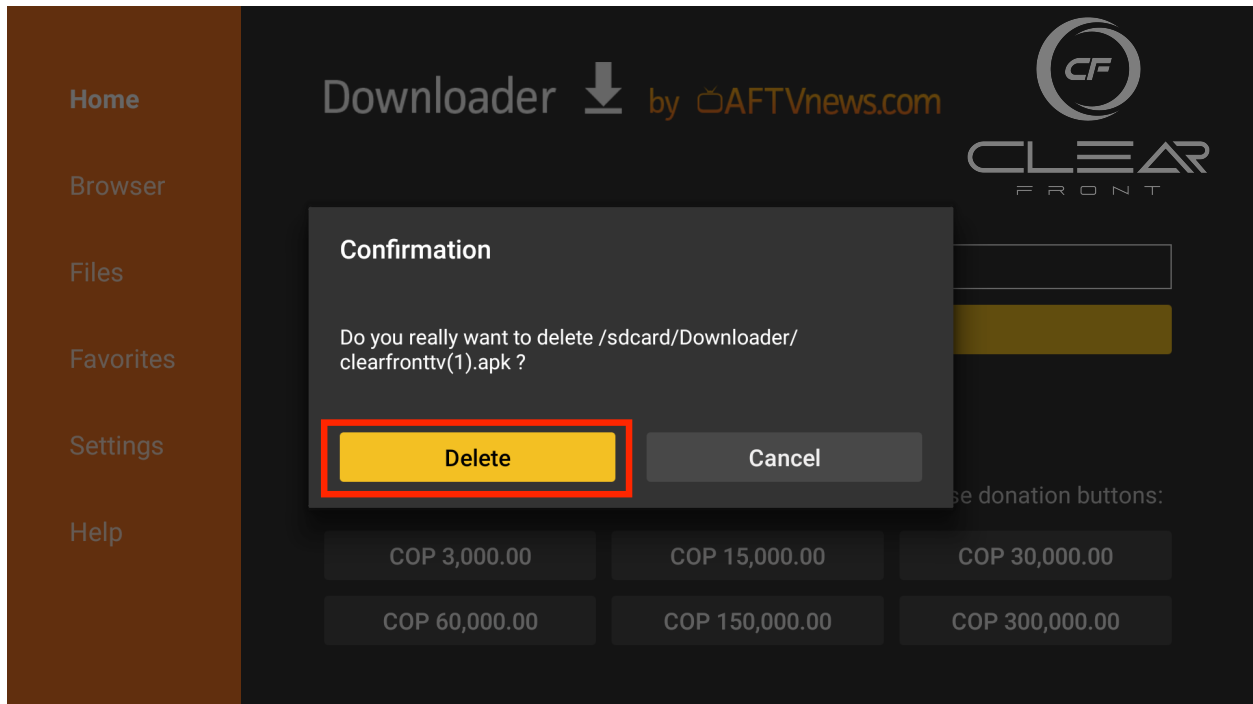 Home
Browser
Files
Favorites
Settings
Help
Downloader by AFTVnews.com
CF
CLEAR
FRONT
Confirmation
Do you really want to delete /sdcard/Downloader/
clearfronttv(1).apk ?
Delete
Cancel
se donation buttons:
COP 3,000.00
COP 15,000.00
COP 30,000.00
COP 60,000.00
COP 150,000.00
COP 300,000.00